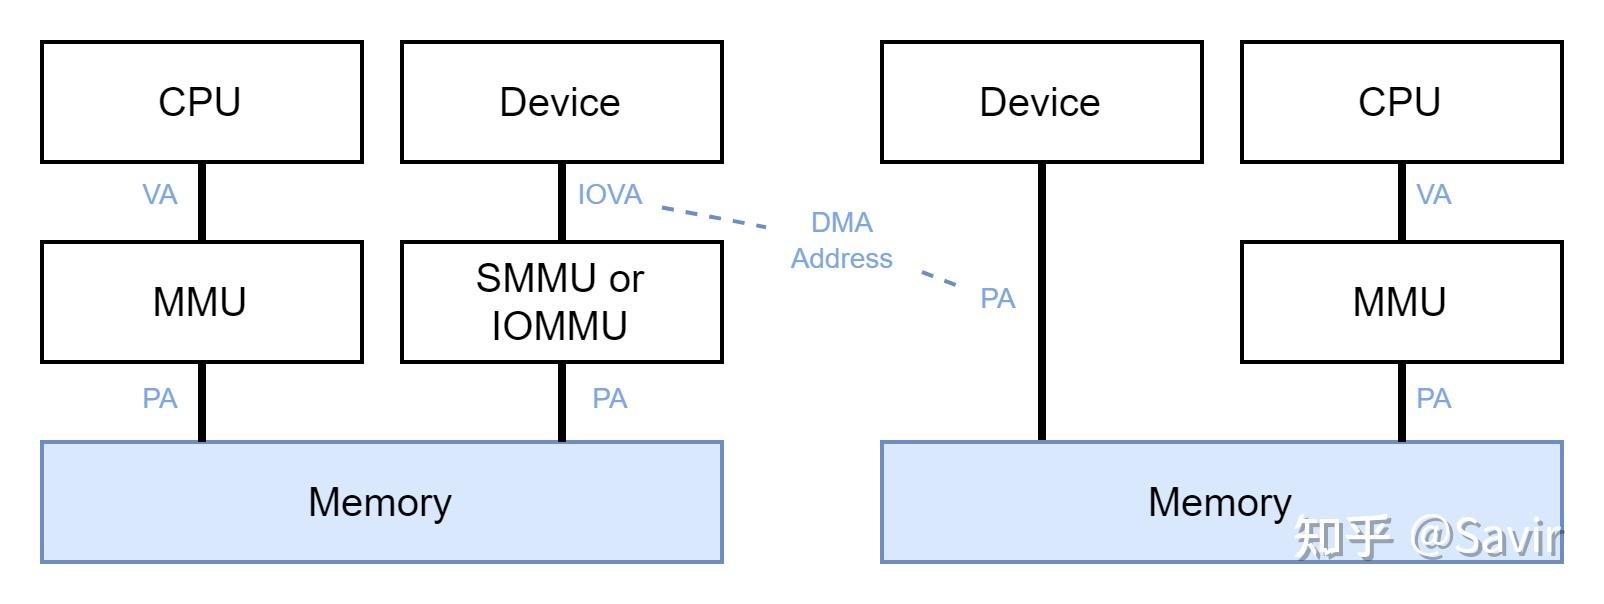 CPU
Device
Device
CPU
VA
IOVA
DMA
Address
VA
MMU
SMMU or
IOMMU
PA
MMU
PA
PA
PA
Memory
Memory
知乎 @Savir